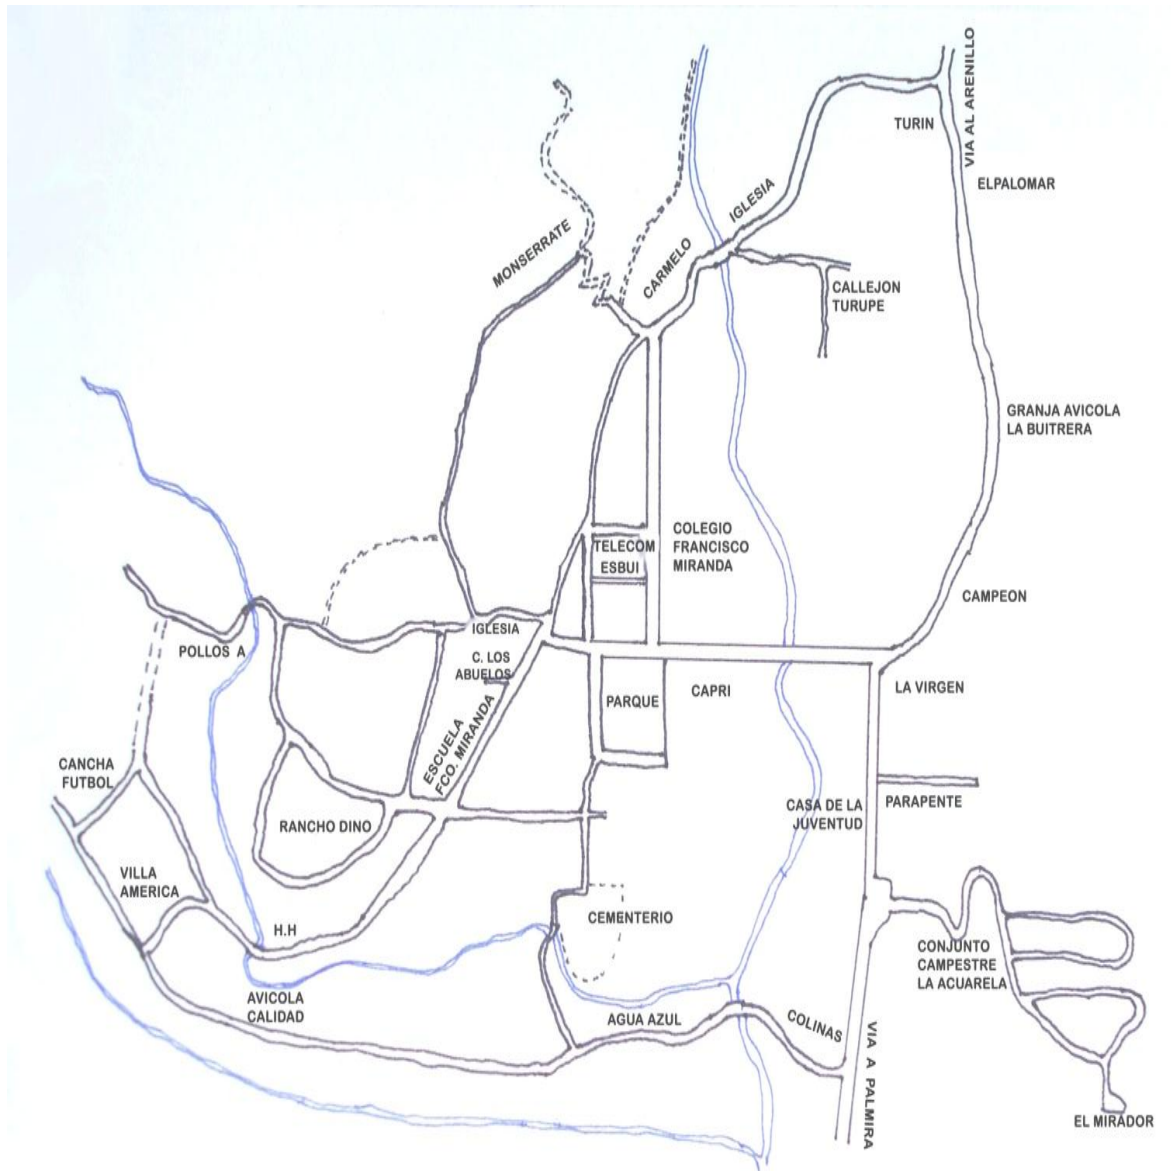 VIA AL ARENILLO
TURIN
ELPALOMAR
IGLESIA
MONSERRATE
CARMELO
CALLEJON
TURUPE
GRANJA AVICOLA
LA BUITRERA
COLEGIO
FRANCISCO
MIRANDA
TELECOM
ESBUI
CAMPEON
IGLESIA
POLLOS A
C. LOS
ABUELOS
PARQUE
CAPRI
LA VIRGEN
ESCUELA
FCO. MIRANDA
CANCHA
FUTBOL
PARAPENTE
CASA DE LA
JUVENTUD
RANCHO DINO
VILLA
AMERICA
CEMENTERIO
H.H
CONJUNTO
CAMPESTRE
LA ACUARELA
AVICOLA
CALIDAD
AGUA AZUL
COLINAS
VIA A PALMIRA
EL MIRADOR